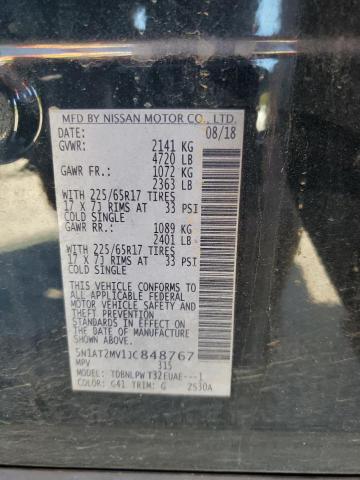 MFD BY NISSAN MOTOR CO., LTD.
DATE: 08/18
GVWR: 2141 KG
4720 LB
GAWR FR.: 1072 KG
2363 LB
WITH 225/65R17 TIRES
17 X 7J RIMS AT 33 PSI
COLD SINGLE
GAWR RR.: 1089 KG
2401 LB
WITH 225/65R17 TIRES
17 X 7J RIMS AT 33 PSI
COLD SINGLE
THIS VEHICLE CONFORMS TO
ALL APPLICABLE FEDERAL
MOTOR VEHICLE SAFETY AND
THEFT PREVENTION
STANDARDS IN EFFECT ON
THE DATE OF MANUFACTURE
SHOWN ABOVE.
5N1AT2MV1JC848767
MPV 315
MODEL: TDBNLPW T32EUAE---1
COLOR: G41 TRIM: G 2S30A